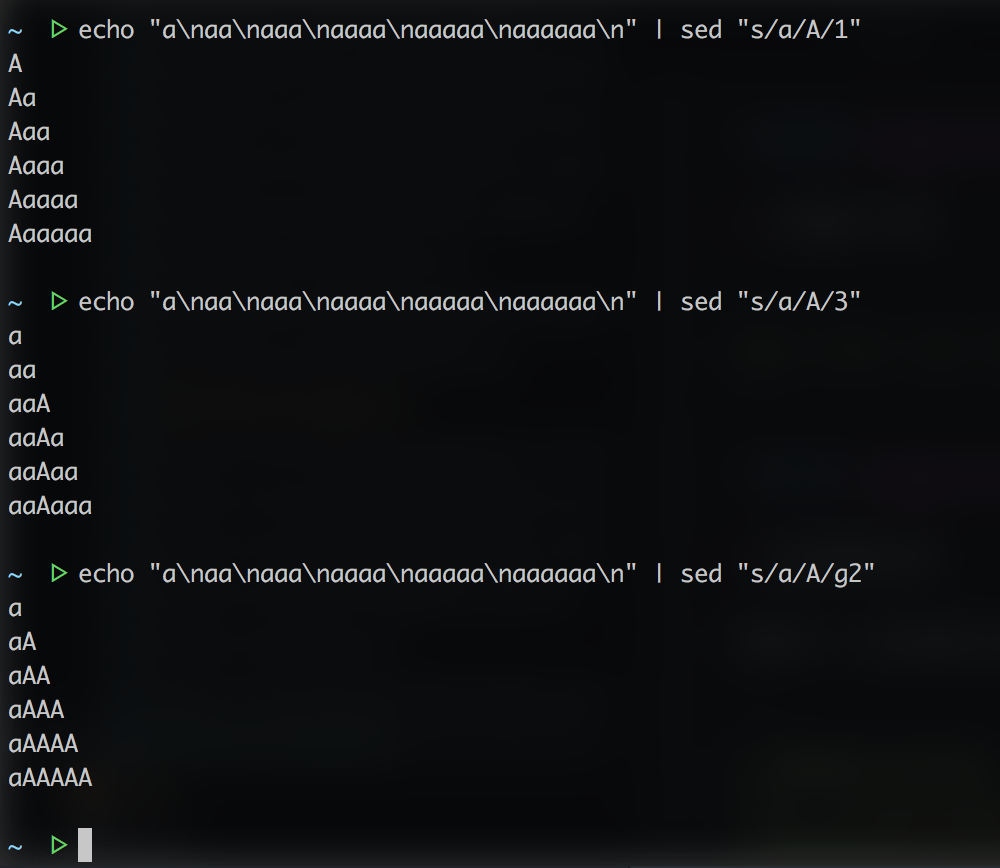 ~ ▷ echo "a\naa\naaa\naaaa\naaaaa\naaaaaa\n" | sed "s/a/A/1"
A
Aa
Aaa
Aaaa
Aaaaa
Aaaaaa
~ ▷ echo "a\naa\naaa\naaaa\naaaaa\naaaaaa\n" | sed "s/a/A/3"
a
aa
aaA
aaAa
aaAaa
aaAaaa
~ ▷ echo "a\naa\naaa\naaaa\naaaaa\naaaaaa\n" | sed "s/a/A/g2"
a
aA
aAA
aAAA
aAAAA
aAAAAA
~ ▷